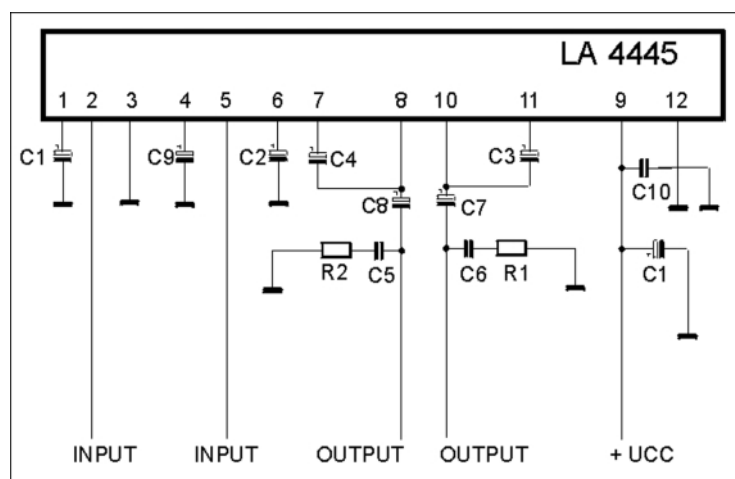 LA 4445
1 2 3 4 5 6 7 8 10 11 9 12
C1 C9 C2 C4 C3
C10
C8 C7
R2 C5 C6 R1 C1
INPUT INPUT OUTPUT OUTPUT + UCC